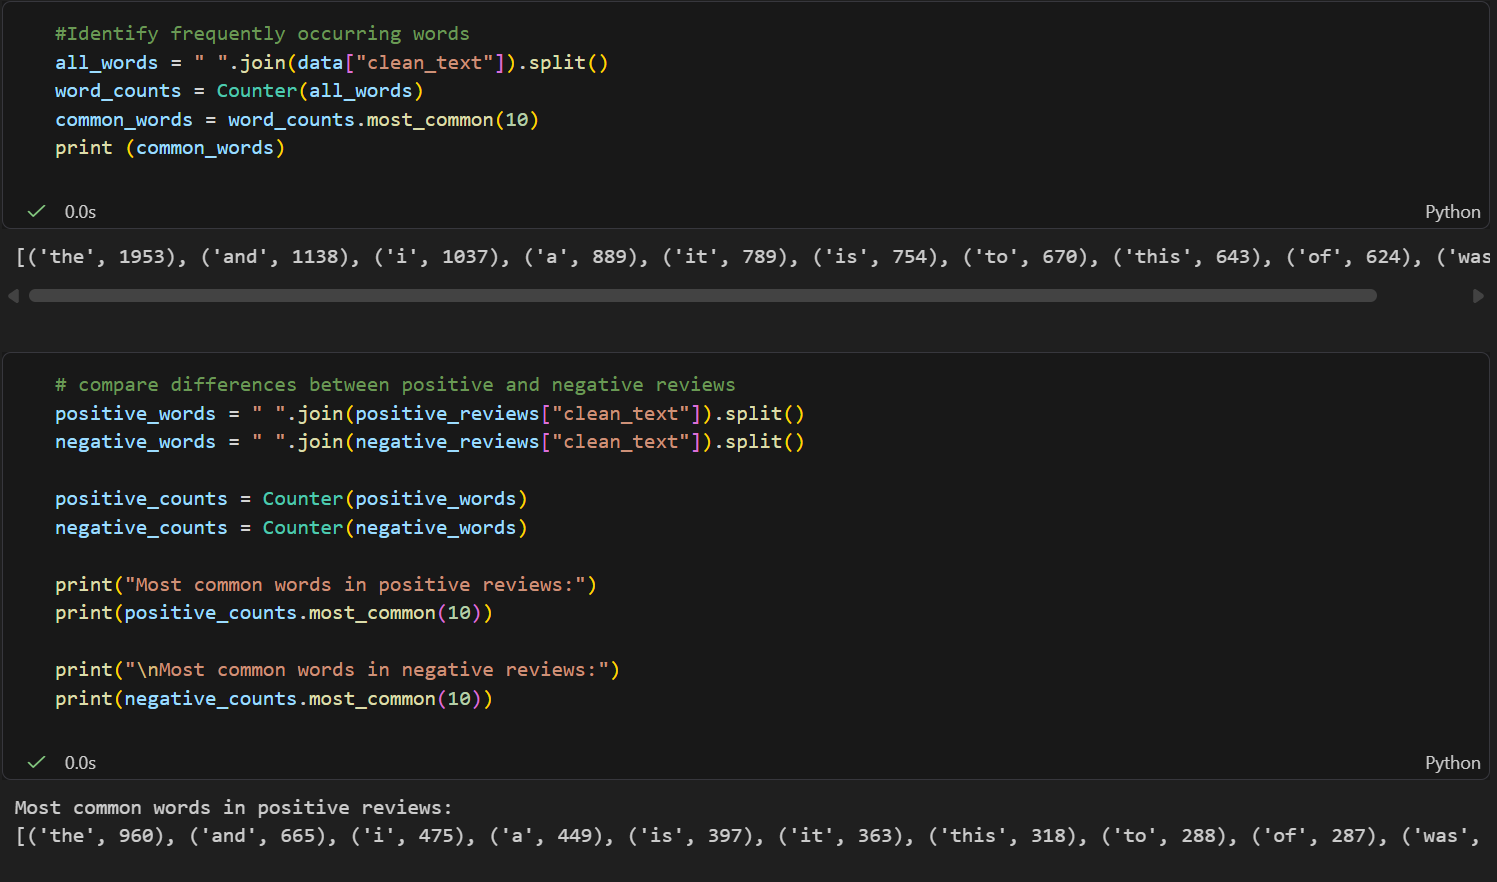 #Identify frequently occurring words
all_words = " ".join(data["clean_text"]).split()
word_counts = Counter(all_words)
common_words = word_counts.most_common(10)
print (common_words)
0.0s
Python
[('the', 1953), ('and', 1138), ('i', 1037), ('a', 889), ('it', 789), ('is', 754), ('to', 670), ('this', 643), ('of', 624), ('was
# compare differences between positive and negative reviews
positive_words = " ".join(positive_reviews["clean_text"]).split()
negative_words = " ".join(negative_reviews["clean_text"]).split()
positive_counts = Counter(positive_words)
negative_counts = Counter(negative_words)
print("Most common words in positive reviews:")
print(positive_counts.most_common(10))
print("\nMost common words in negative reviews:")
print(negative_counts.most_common(10))
0.0s
Python
Most common words in positive reviews:
[('the', 960), ('and', 665), ('i', 475), ('a', 449), ('is', 397), ('it', 363), ('this', 318), ('to', 288), ('of', 287), ('was',